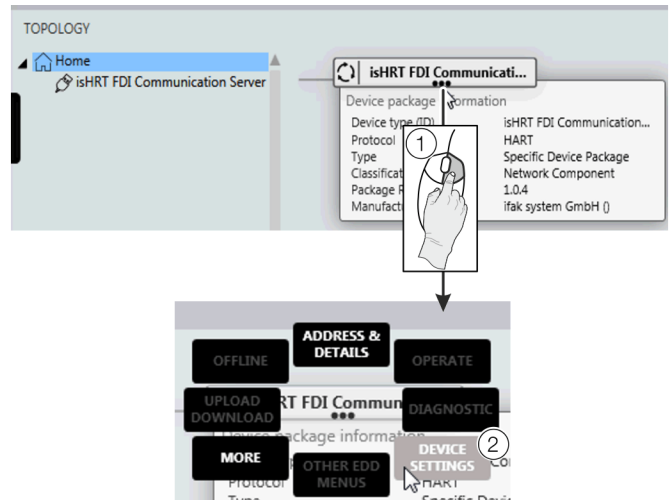 TOPOLOGY
Home
isHRT FDI Communication Server
isHRT FDI Communicati...
Device package
Device type (ID) isHRT FDI Communication...
Protocol HART
Type Specific Device Package
Network Component
Package 1.0.4
ifak system GmbH ()
1
ADDRESS &
DETAILS
OFFLINE
OPERATE
UPLOAD
DOWNLOAD
RT FDI Commun
DIAGNOSTIC
package information
MORE
OTHER EDD
MENUS
DEVICE
SETTINGS
2
Protocol
HART